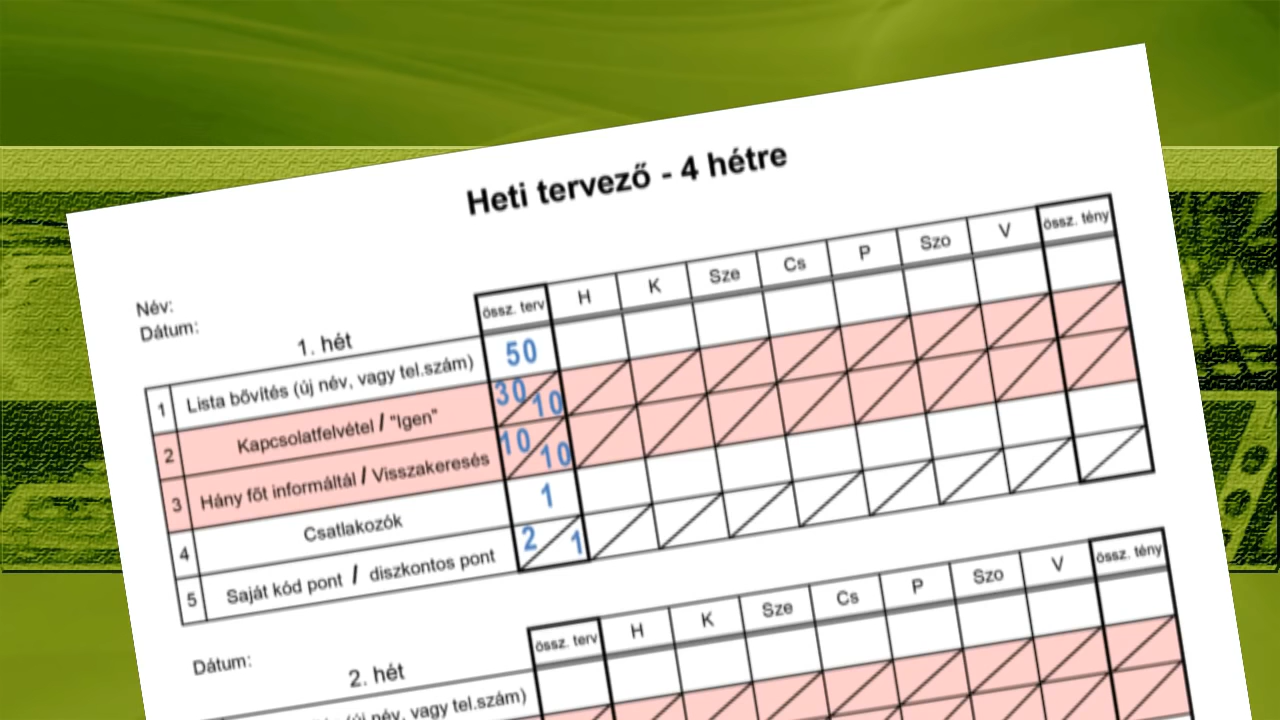 Heti tervező - 4 hétre
Név:
Dátum:
1. hét
össz. terv H K Sze Cs P Szo V össz. tény
1 Lista bővítés (új név, vagy tel.szám) 50
2 Kapcsolatfelvétel / "Igen" 30 10
3 Hány főt informáltál / Visszakeresés 10 10
4 Csatlakozók 1
5 Saját kód pont / diszkontos pont 2 1
Dátum:
2. hét
össz. terv H K Sze Cs P Szo V össz. tény
(új név, vagy tel.szám)